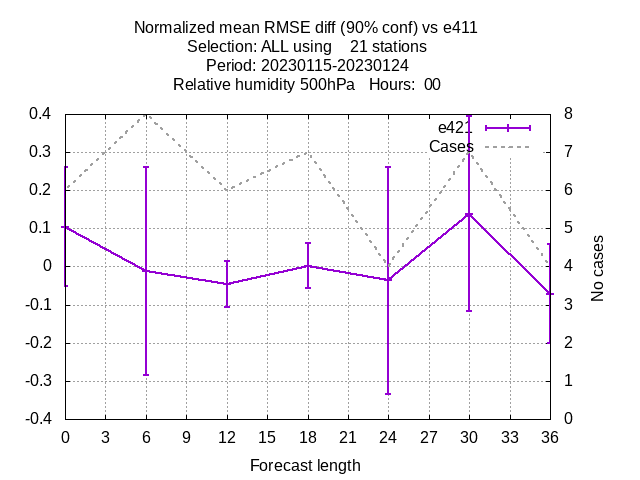 Normalized mean RMSE diff (90% conf) vs e411
Selection: ALL using    21 stations
Period: 20230115-20230124
Relative humidity 500hPa   Hours:  00
e421
Cases
0.4
0.3
0.2
0.1
0
-0.1
-0.2
-0.3
-0.4
8
7
6
5
4
3
2
1
0
No cases
0 3 6 9 12 15 18 21 24 27 30 33 36
Forecast length